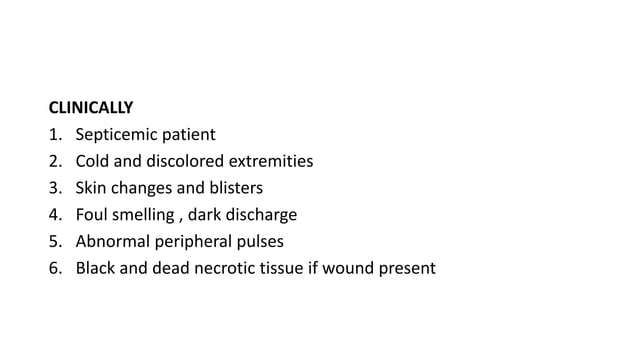 CLINICALLY
1. Septicemic patient
2. Cold and discolored extremities
3. Skin changes and blisters
4. Foul smelling , dark discharge
5. Abnormal peripheral pulses
6. Black and dead necrotic tissue if wound present